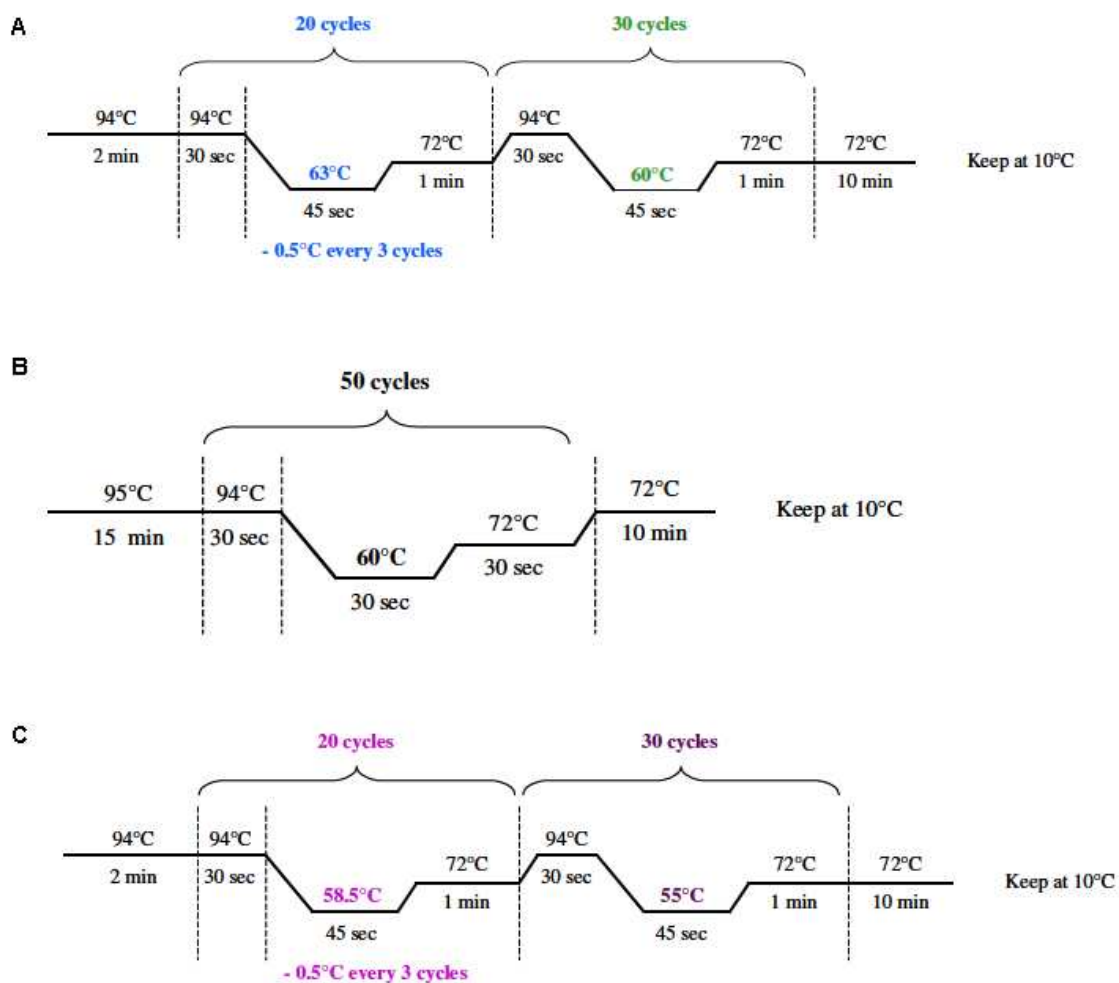 A
20 cycles
30 cycles
94°C
94°C
72°C
94°C
72°C
72°C
2 min
30 sec
63°C
1 min
30 sec
60°C
1 min
10 min
Keep at 10°C
45 sec
45 sec
- 0.5°C every 3 cycles
B
50 cycles
95°C
94°C
72°C
15 min
30 sec
72°C
10 min
Keep at 10°C
60°C
30 sec
30 sec
C
20 cycles
30 cycles
94°C
94°C
72°C
94°C
72°C
72°C
2 min
30 sec
58.5°C
1 min
30 sec
55°C
1 min
10 min
Keep at 10°C
45 sec
45 sec
- 0.5°C every 3 cycles